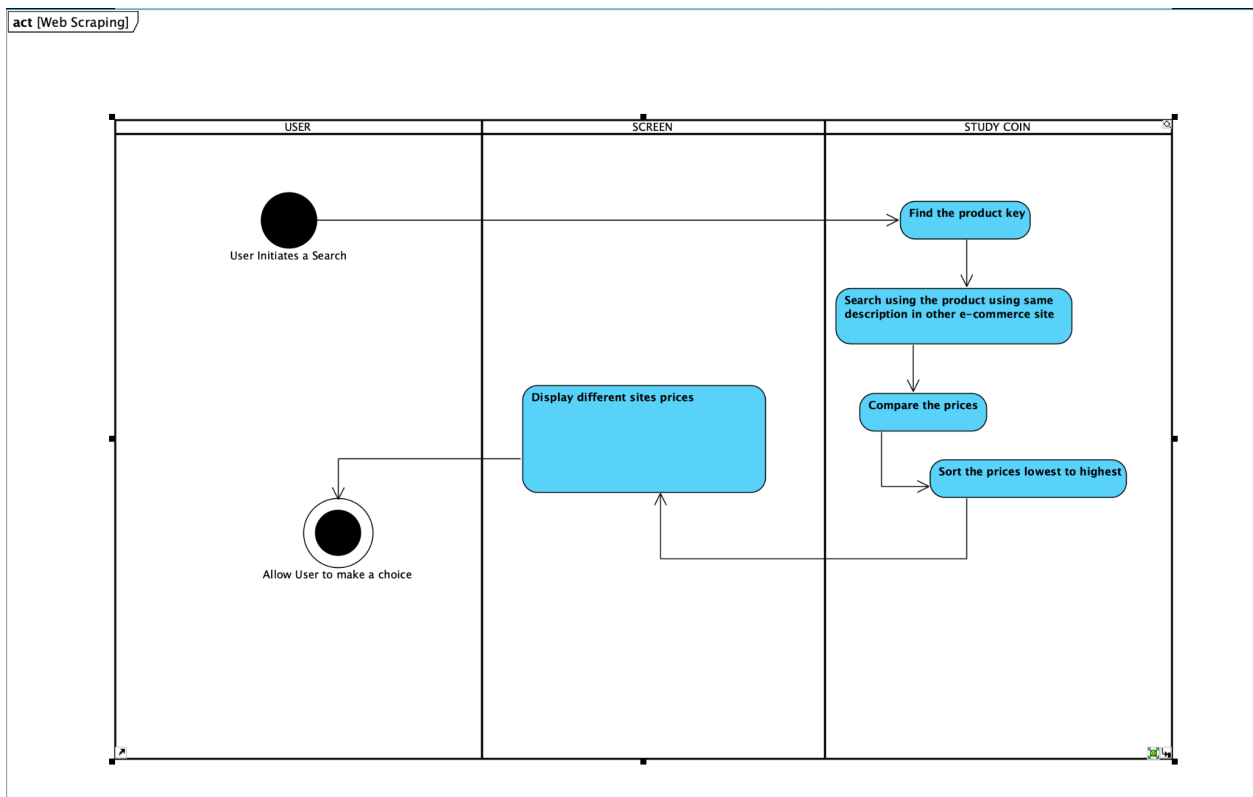 act [Web Scraping]
USER
SCREEN
STUDY COIN
User Initiates a Search
Find the product key
Search using the product using same
description in other e-commerce site
Display different sites prices
Compare the prices
Sort the prices lowest to highest
Allow User to make a choice